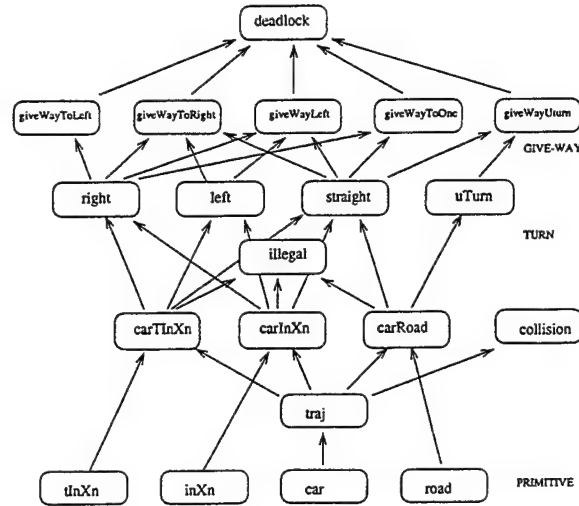 deadlock
giveWayToLeft giveWayToRight giveWayLeft giveWayToOnc giveWayUturn
GIVE-WAY
right left straight uTurn
TURN
illegal
carTInXn carInXn carRoad collision
traj
tInXn inXn car road PRIMITIVE